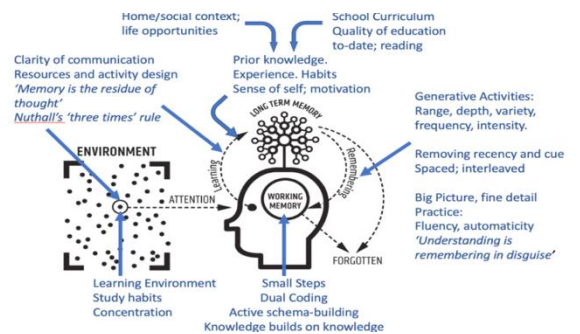 Home/social context;
life opportunities
School Curriculum
Quality of education
to-date; reading
Clarity of communication
Resources and activity design
‘Memory is the residue of
thought’
Nuthall’s ‘three times’ rule
Prior knowledge.
Experience. Habits
Sense of self; motivation
LONG TERM MEMORY
Generative Activities:
Range, depth, variety,
frequency, intensity.
Removing recency and cue
Spaced; interleaved
Big Picture, fine detail
Practice:
Fluency, automaticity
‘Understanding is
remembering in disguise’
ENVIRONMENT
ATTENTION
Learning
Remembering
WORKING
MEMORY
FORGOTTEN
Learning Environment
Study habits
Concentration
Small Steps
Dual Coding
Active schema-building
Knowledge builds on knowledge